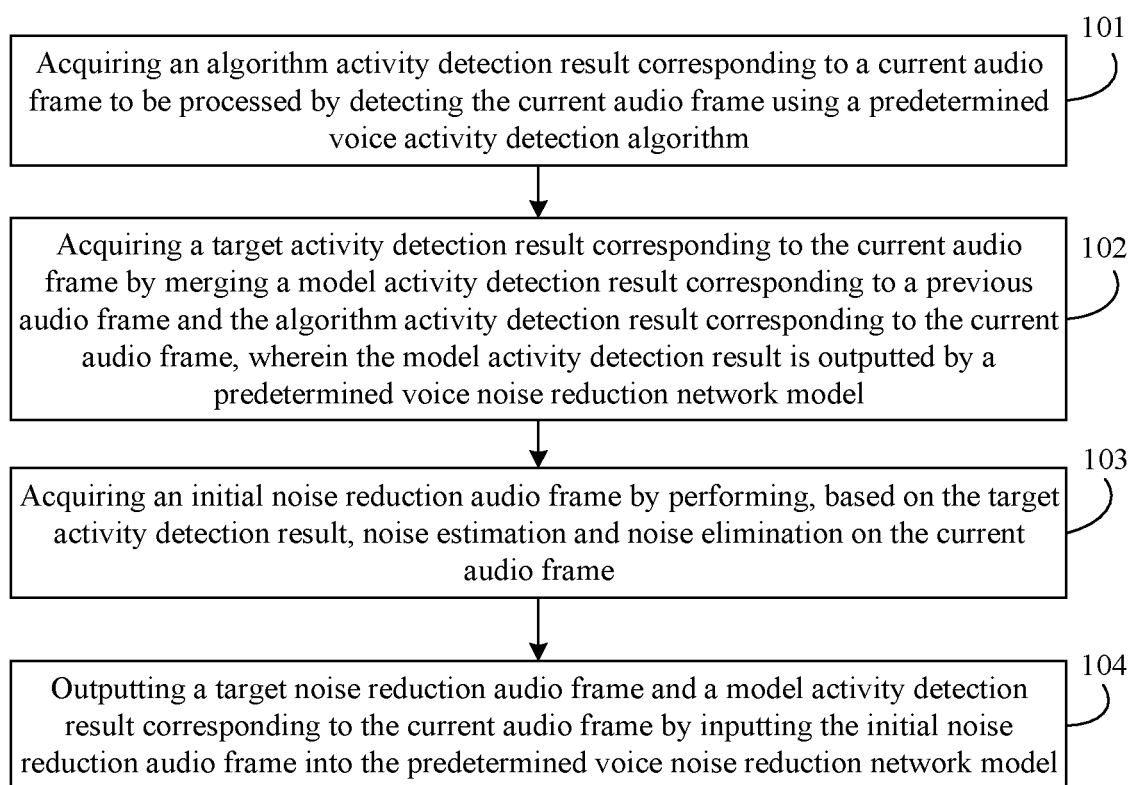 101
Acquiring an algorithm activity detection result corresponding to a current audio
frame to be processed by detecting the current audio frame using a predetermined
voice activity detection algorithm
102
Acquiring a target activity detection result corresponding to the current audio
frame by merging a model activity detection result corresponding to a previous
audio frame and the algorithm activity detection result corresponding to the current
audio frame, wherein the model activity detection result is outputted by a
predetermined voice noise reduction network model
103
Acquiring an initial noise reduction audio frame by performing, based on the target
activity detection result, noise estimation and noise elimination on the current
audio frame
104
Outputting a target noise reduction audio frame and a model activity detection
result corresponding to the current audio frame by inputting the initial noise
reduction audio frame into the predetermined voice noise reduction network model